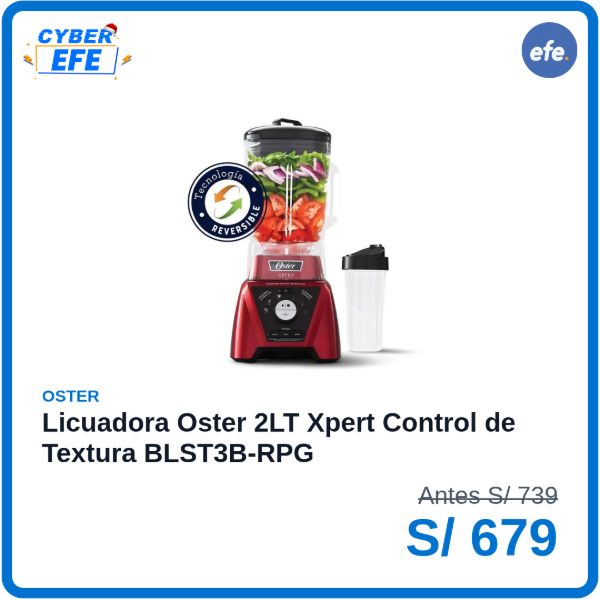 CYBER
EFE
efe.
Tecnología
REVERSIBLE
Oster
XPERT
OSTER
Licuadora Oster 2LT Xpert Control de
Textura BLST3B-RPG
Antes S/ 739
S/ 679